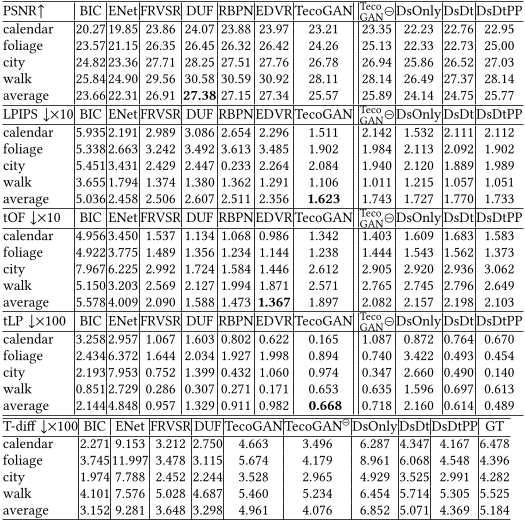 PSNR↑ BIC ENet FRVSR DUF RBPN EDVR TecoGAN Teco GAN⊖ DsOnly DsDt DsDtPP
calendar 20.27 19.85 23.86 24.07 23.88 23.97 23.21 23.35 22.23 22.76 22.95
foliage 23.57 21.15 26.35 26.45 26.32 26.42 24.26 25.13 22.33 22.73 25.00
city 24.82 23.36 27.71 28.25 27.51 27.76 26.78 26.94 25.86 26.52 27.03
walk 25.84 24.90 29.56 30.58 30.59 30.92 28.11 28.14 26.49 27.37 28.14
average 23.66 22.31 26.91 27.38 27.15 27.34 25.57 25.89 24.14 24.75 25.77
LPIPS ↓×10 BIC ENet FRVSR DUF RBPN EDVR TecoGAN Teco GAN⊖ DsOnly DsDt DsDtPP
calendar 5.935 2.191 2.989 3.086 2.654 2.296 1.511 2.142 1.532 2.111 2.112
foliage 5.338 2.663 3.242 3.492 3.613 3.485 1.902 1.984 2.113 2.092 1.902
city 5.451 3.431 2.429 2.447 0.233 2.264 2.084 1.940 2.120 1.889 1.989
walk 3.655 1.794 1.374 1.380 1.362 1.291 1.106 1.011 1.215 1.057 1.051
average 5.036 2.458 2.506 2.607 2.511 2.356 1.623 1.743 1.727 1.770 1.733
tOF ↓×10 BIC ENet FRVSR DUF RBPN EDVR TecoGAN Teco GAN⊖ DsOnly DsDt DsDtPP
calendar 4.956 3.450 1.537 1.134 1.068 0.986 1.342 1.403 1.609 1.683 1.583
foliage 4.922 3.775 1.489 1.356 1.234 1.144 1.238 1.444 1.543 1.562 1.373
city 7.967 6.225 2.992 1.724 1.584 1.446 2.612 2.905 2.920 2.936 3.062
walk 5.150 3.203 2.569 2.127 1.994 1.871 2.571 2.765 2.745 2.796 2.649
average 5.578 4.009 2.090 1.588 1.473 1.367 1.897 2.082 2.157 2.198 2.103
tLP ↓×100 BIC ENet FRVSR DUF RBPN EDVR TecoGAN Teco GAN⊖ DsOnly DsDt DsDtPP
calendar 3.258 2.957 1.067 1.603 0.802 0.622 0.165 1.087 0.872 0.764 0.670
foliage 2.434 6.372 1.644 2.034 1.927 1.998 0.894 0.740 3.422 0.493 0.454
city 2.193 7.953 0.752 1.399 0.432 1.060 0.974 0.347 2.660 0.490 0.140
walk 0.851 2.729 0.286 0.307 0.271 0.171 0.653 0.635 1.596 0.697 0.613
average 2.144 4.848 0.957 1.329 0.911 0.982 0.668 0.718 2.160 0.614 0.489
T-diff ↓×100 BIC ENet FRVSR DUF TecoGAN TecoGAN⊖ DsOnly DsDt DsDtPP GT
calendar 2.271 9.153 3.212 2.750 4.663 3.496 6.287 4.347 4.167 6.478
foliage 3.745 11.997 3.478 3.115 5.674 4.179 8.961 6.068 4.548 4.396
city 1.974 7.788 2.452 2.244 3.528 2.965 4.929 3.525 2.991 4.282
walk 4.101 7.576 5.028 4.687 5.460 5.234 6.454 5.714 5.305 5.525
average 3.152 9.281 3.648 3.298 4.961 4.076 6.852 5.071 4.369 5.184